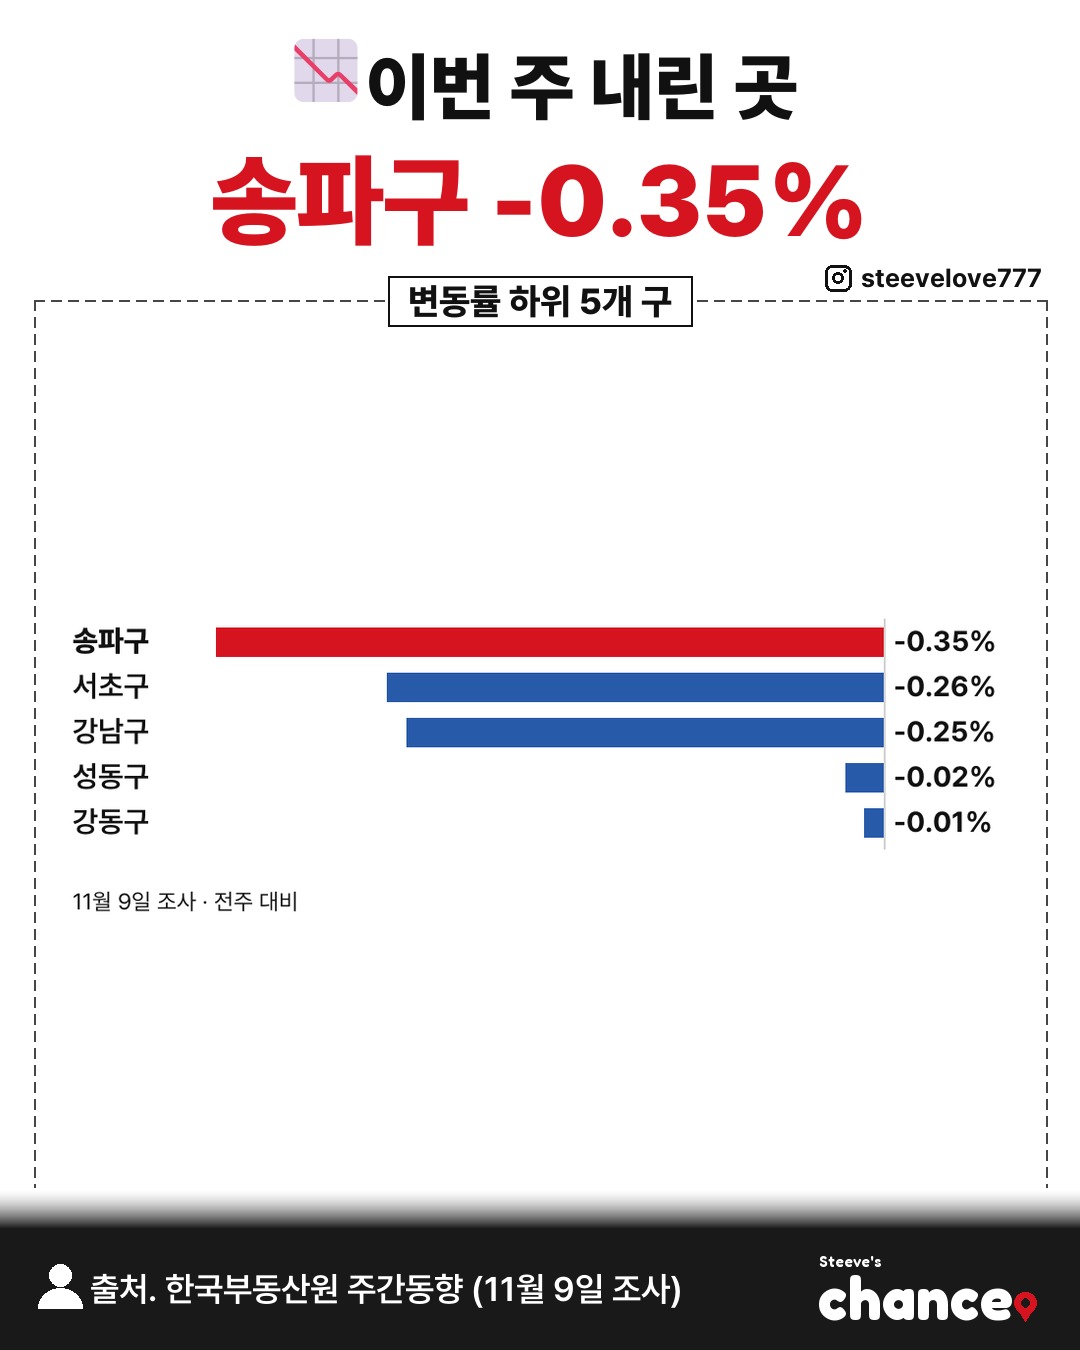 이번 주 내린 곳
송파구 -0.35%
steevelove777
변동률 하위 5개 구
송파구 -0.35%
서초구 -0.26%
강남구 -0.25%
성동구 -0.02%
강동구 -0.01%
11월 9일 조사 · 전주 대비
출처. 한국부동산원 주간동향 (11월 9일 조사)
Steeve's
chance